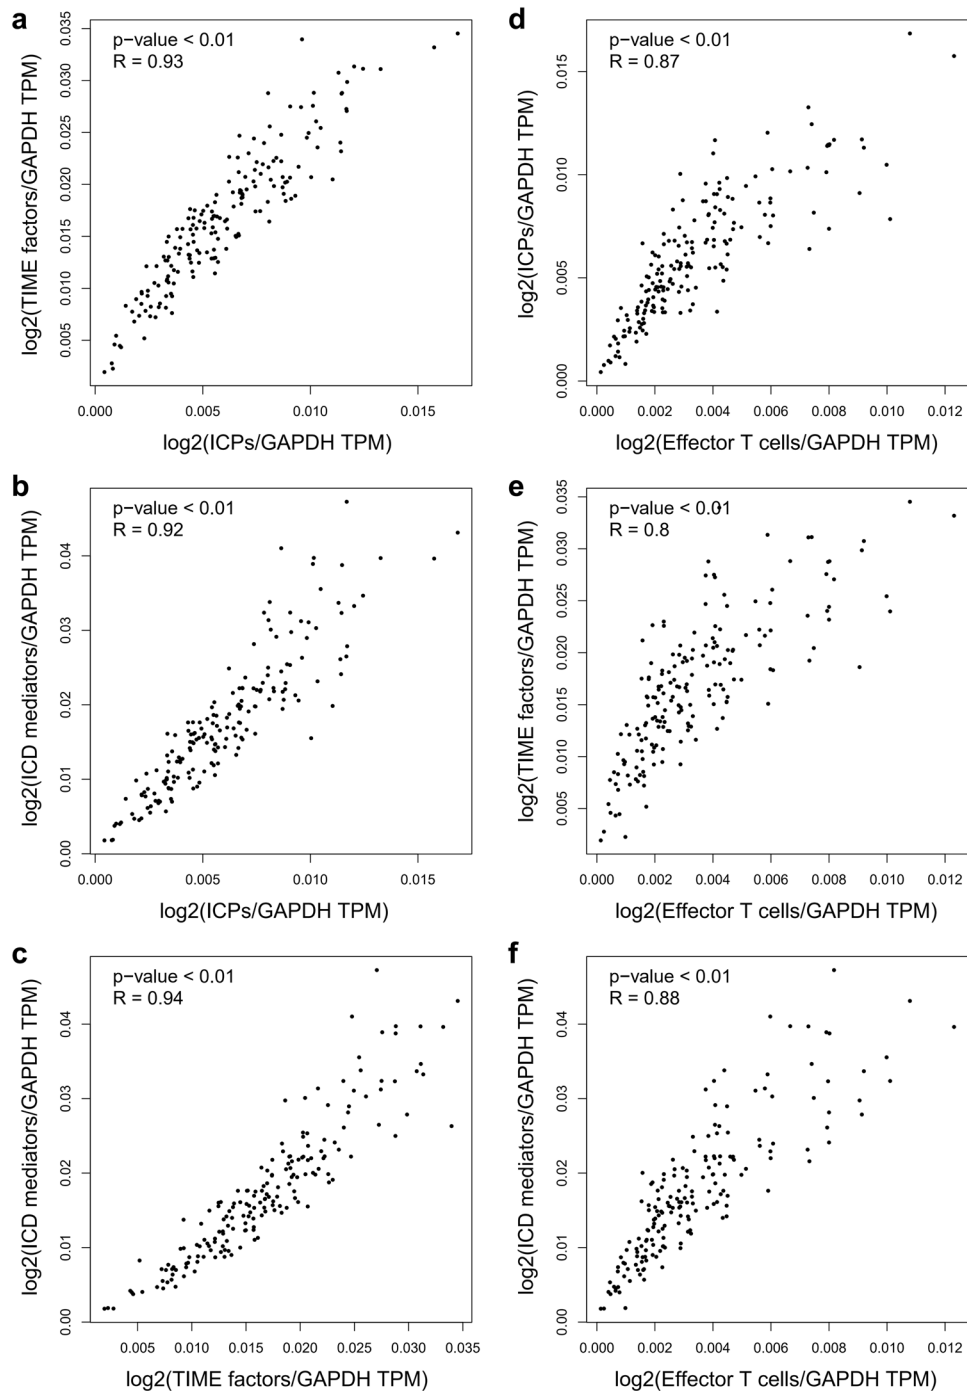 a
p−value < 0.01
R = 0.93
log2(TIME factors/GAPDH TPM)
0.005 0.010 0.015 0.020 0.025 0.030 0.035
0.000 0.005 0.010 0.015
log2(ICPs/GAPDH TPM)
b
p−value < 0.01
R = 0.92
log2(ICD mediators/GAPDH TPM)
0.00 0.01 0.02 0.03 0.04
0.000 0.005 0.010 0.015
log2(ICPs/GAPDH TPM)
c
p−value < 0.01
R = 0.94
log2(ICD mediators/GAPDH TPM)
0.00 0.01 0.02 0.03 0.04
0.005 0.010 0.015 0.020 0.025 0.030 0.035
log2(TIME factors/GAPDH TPM)
d
p−value < 0.01
R = 0.87
log2(ICPs/GAPDH TPM)
0.000 0.005 0.010 0.015
0.000 0.002 0.004 0.006 0.008 0.010 0.012
log2(Effector T cells/GAPDH TPM)
e
p−value < 0.01
R = 0.8
log2(TIME factors/GAPDH TPM)
0.005 0.010 0.015 0.020 0.025 0.030 0.035
0.000 0.002 0.004 0.006 0.008 0.010 0.012
log2(Effector T cells/GAPDH TPM)
f
p−value < 0.01
R = 0.88
log2(ICD mediators/GAPDH TPM)
0.00 0.01 0.02 0.03 0.04
0.000 0.002 0.004 0.006 0.008 0.010 0.012
log2(Effector T cells/GAPDH TPM)